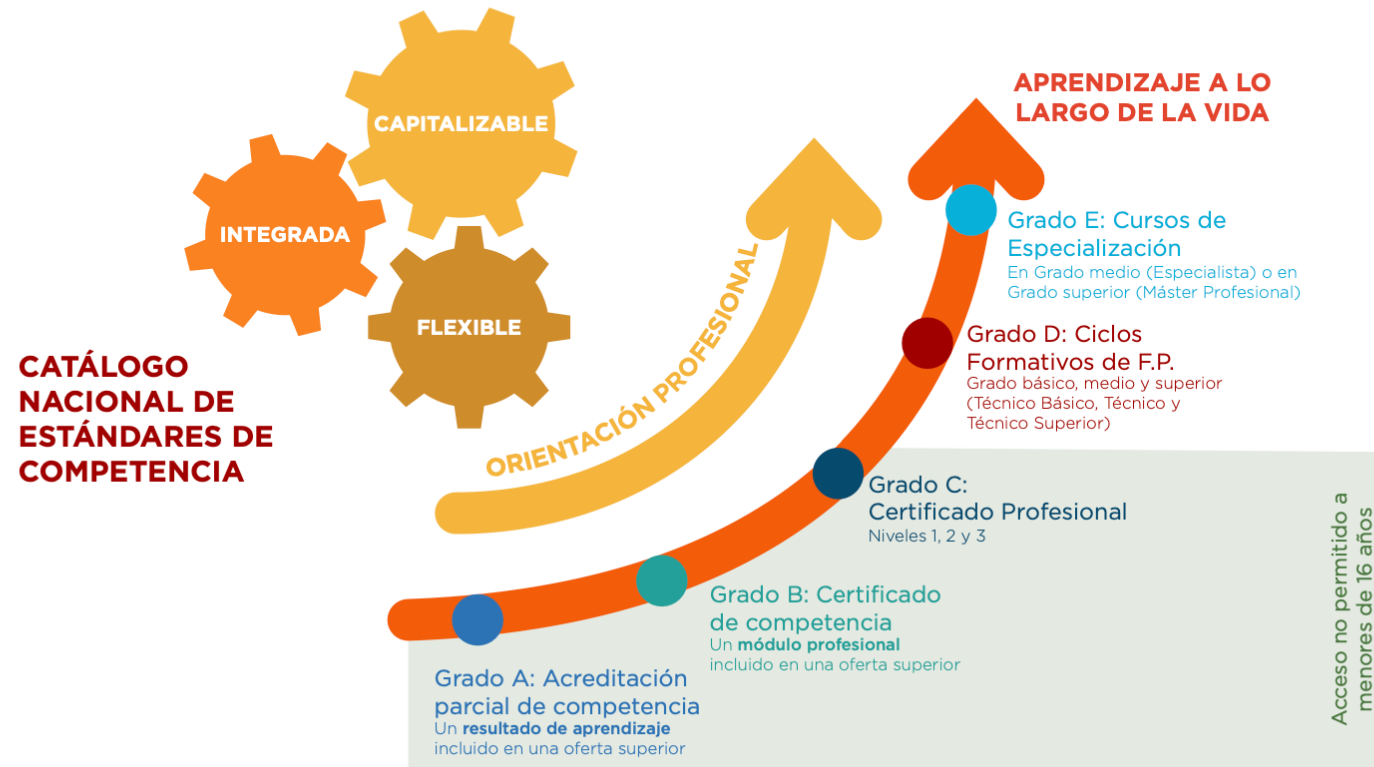 CAPITALIZABLE
INTEGRADA
FLEXIBLE
CATÁLOGO
NACIONAL DE
ESTÁNDARES DE
COMPETENCIA
ORIENTACIÓN PROFESIONAL
APRENDIZAJE A LO
LARGO DE LA VIDA
Grado E: Cursos de
Especialización
En Grado medio (Especialista) o en
Grado superior (Máster Profesional)
Grado D: Ciclos
Formativos de F.P.
Grado básico, medio y superior
(Técnico Básico, Técnico y
Técnico Superior)
Grado C:
Certificado Profesional
Niveles 1, 2 y 3
Grado B: Certificado
de competencia
Un módulo profesional
incluido en una oferta superior
Grado A: Acreditación
parcial de competencia
Un resultado de aprendizaje
incluido en una oferta superior
Acceso no permitido a
menores de 16 años